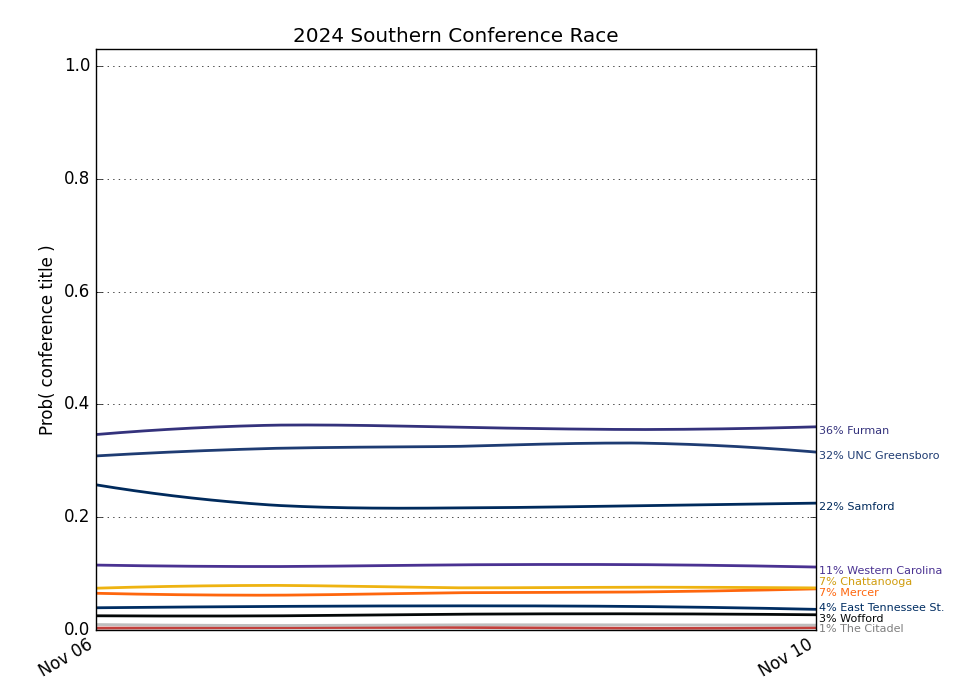 2024 Southern Conference Race
Prob( conference title )
1.0
0.8
0.6
0.4
0.2
0.0
36% Furman
32% UNC Greensboro
22% Samford
11% Western Carolina
7% Chattanooga
7% Mercer
4% East Tennessee St.
3% Wofford
1% The Citadel
Nov 06
Nov 10